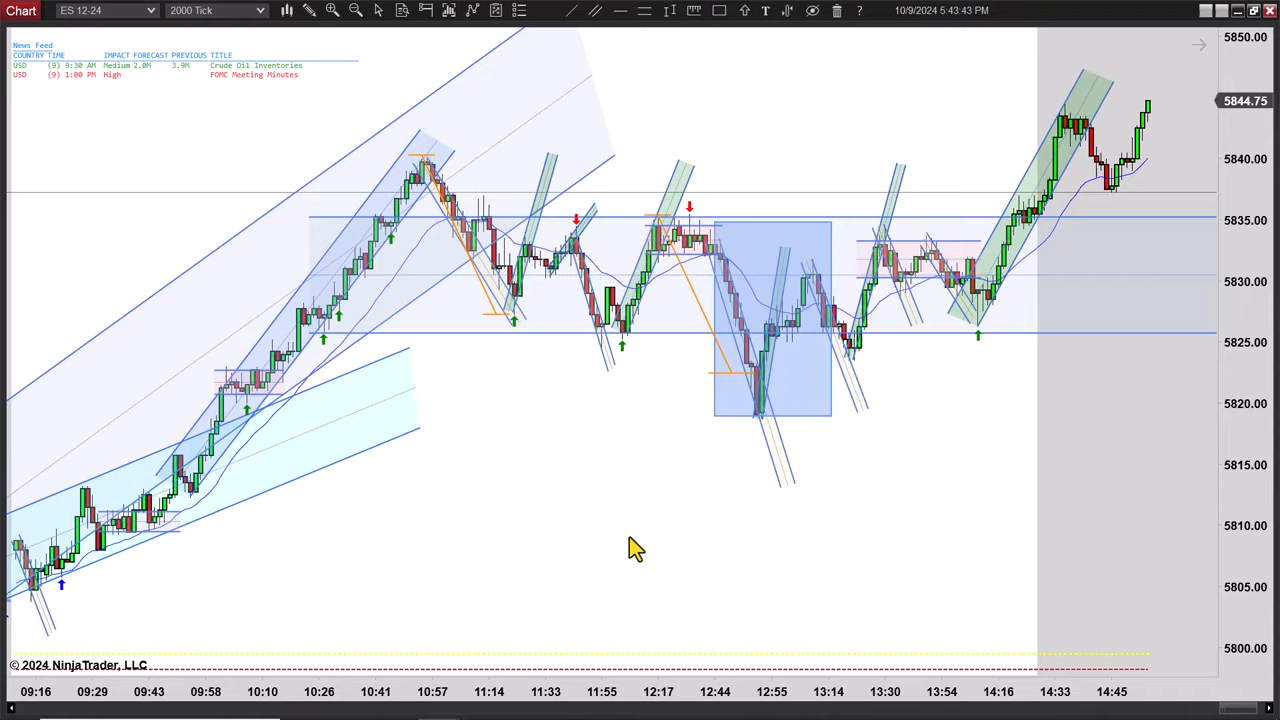 Chart ES 12-24 2000 Tick T ? 10/9/2024 5:43:43 PM
News Feed
COUNTRY TIME IMPACT FORECAST PREVIOUS TITLE
USD (9) 9:30 AM Medium 2.0M 3.9M Crude Oil Inventories
USD (9) 1:00 PM High FOMC Meeting Minutes
5850.00
5844.75
5840.00
5835.00
5830.00
5825.00
5820.00
5815.00
5810.00
5805.00
5800.00
© 2024 NinjaTrader, LLC
09:16 09:29 09:43 09:58 10:10 10:26 10:41 10:57 11:14 11:33 11:55 12:17 12:44 12:55 13:14 13:30 13:54 14:16 14:33 14:45